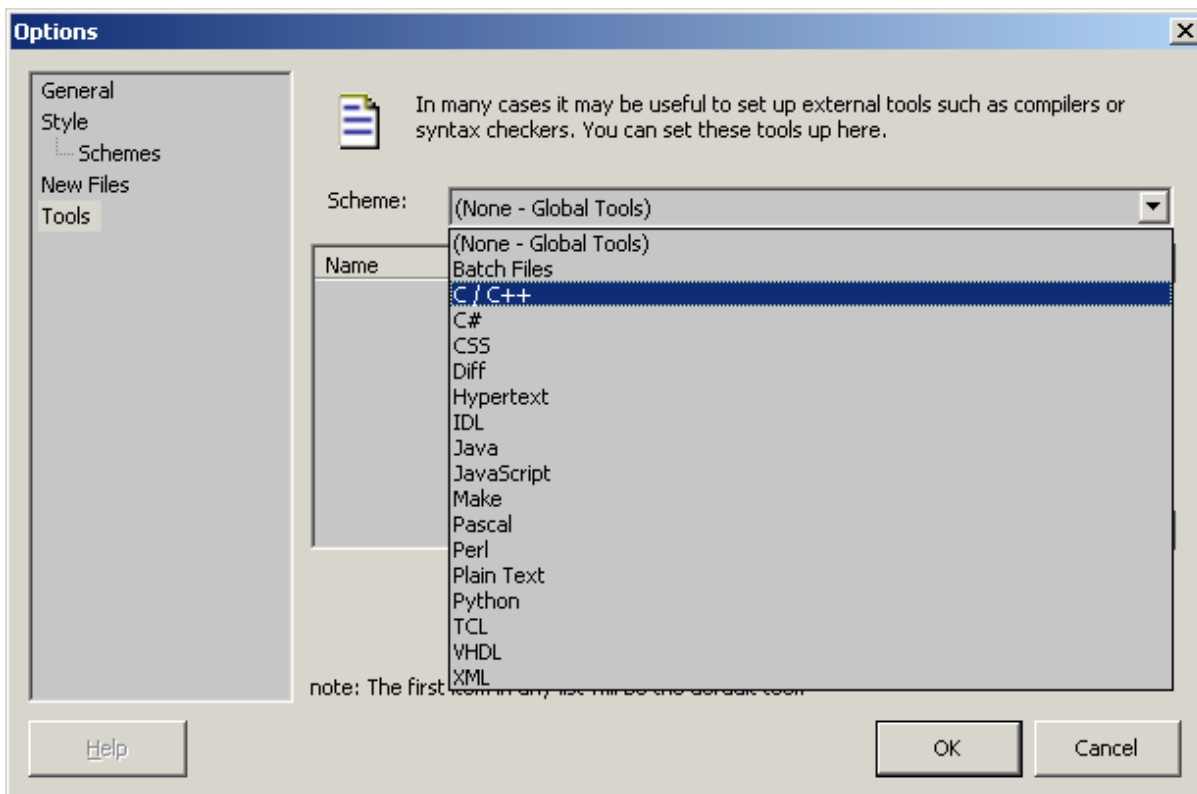 Options
General
Style
Schemes
New Files
Tools
In many cases it may be useful to set up external tools such as compilers or
syntax checkers. You can set these tools up here.
Scheme:
(None - Global Tools)
(None - Global Tools)
Batch Files
C / C++
C#
CSS
Diff
Hypertext
IDL
Java
JavaScript
Make
Pascal
Perl
Plain Text
Python
TCL
VHDL
XML
Name
note: The first
Help
OK
Cancel